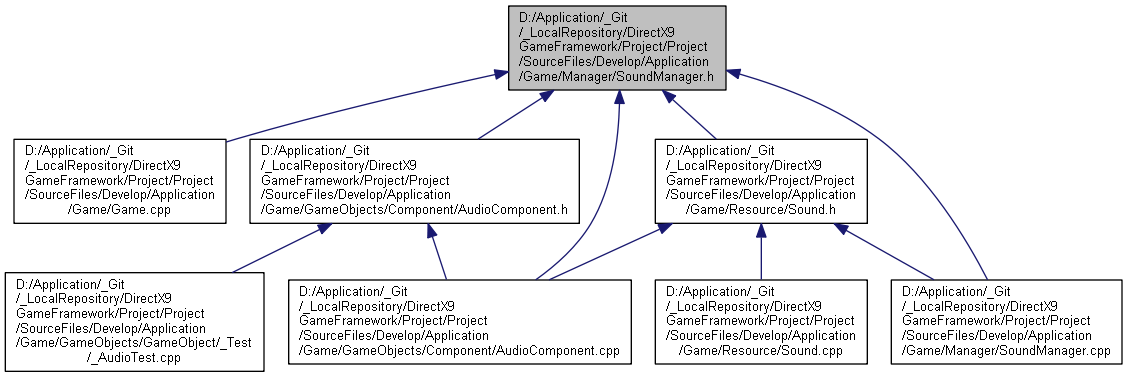 D:/Application/_Git
/_LocalRepository/DirectX9
GameFramework/Project/Project
/SourceFiles/Develop/Application
/Game/Manager/SoundManager.h
D:/Application/_Git
/_LocalRepository/DirectX9
GameFramework/Project/Project
/SourceFiles/Develop/Application
/Game/Game.cpp
D:/Application/_Git
/_LocalRepository/DirectX9
GameFramework/Project/Project
/SourceFiles/Develop/Application
/Game/GameObjects/Component/AudioComponent.h
D:/Application/_Git
/_LocalRepository/DirectX9
GameFramework/Project/Project
/SourceFiles/Develop/Application
/Game/Resource/Sound.h
D:/Application/_Git
/_LocalRepository/DirectX9
GameFramework/Project/Project
/SourceFiles/Develop/Application
/Game/GameObjects/GameObject/_Test
/_AudioTest.cpp
D:/Application/_Git
/_LocalRepository/DirectX9
GameFramework/Project/Project
/SourceFiles/Develop/Application
/Game/GameObjects/Component/AudioComponent.cpp
D:/Application/_Git
/_LocalRepository/DirectX9
GameFramework/Project/Project
/SourceFiles/Develop/Application
/Game/Resource/Sound.cpp
D:/Application/_Git
/_LocalRepository/DirectX9
GameFramework/Project/Project
/SourceFiles/Develop/Application
/Game/Manager/SoundManager.cpp